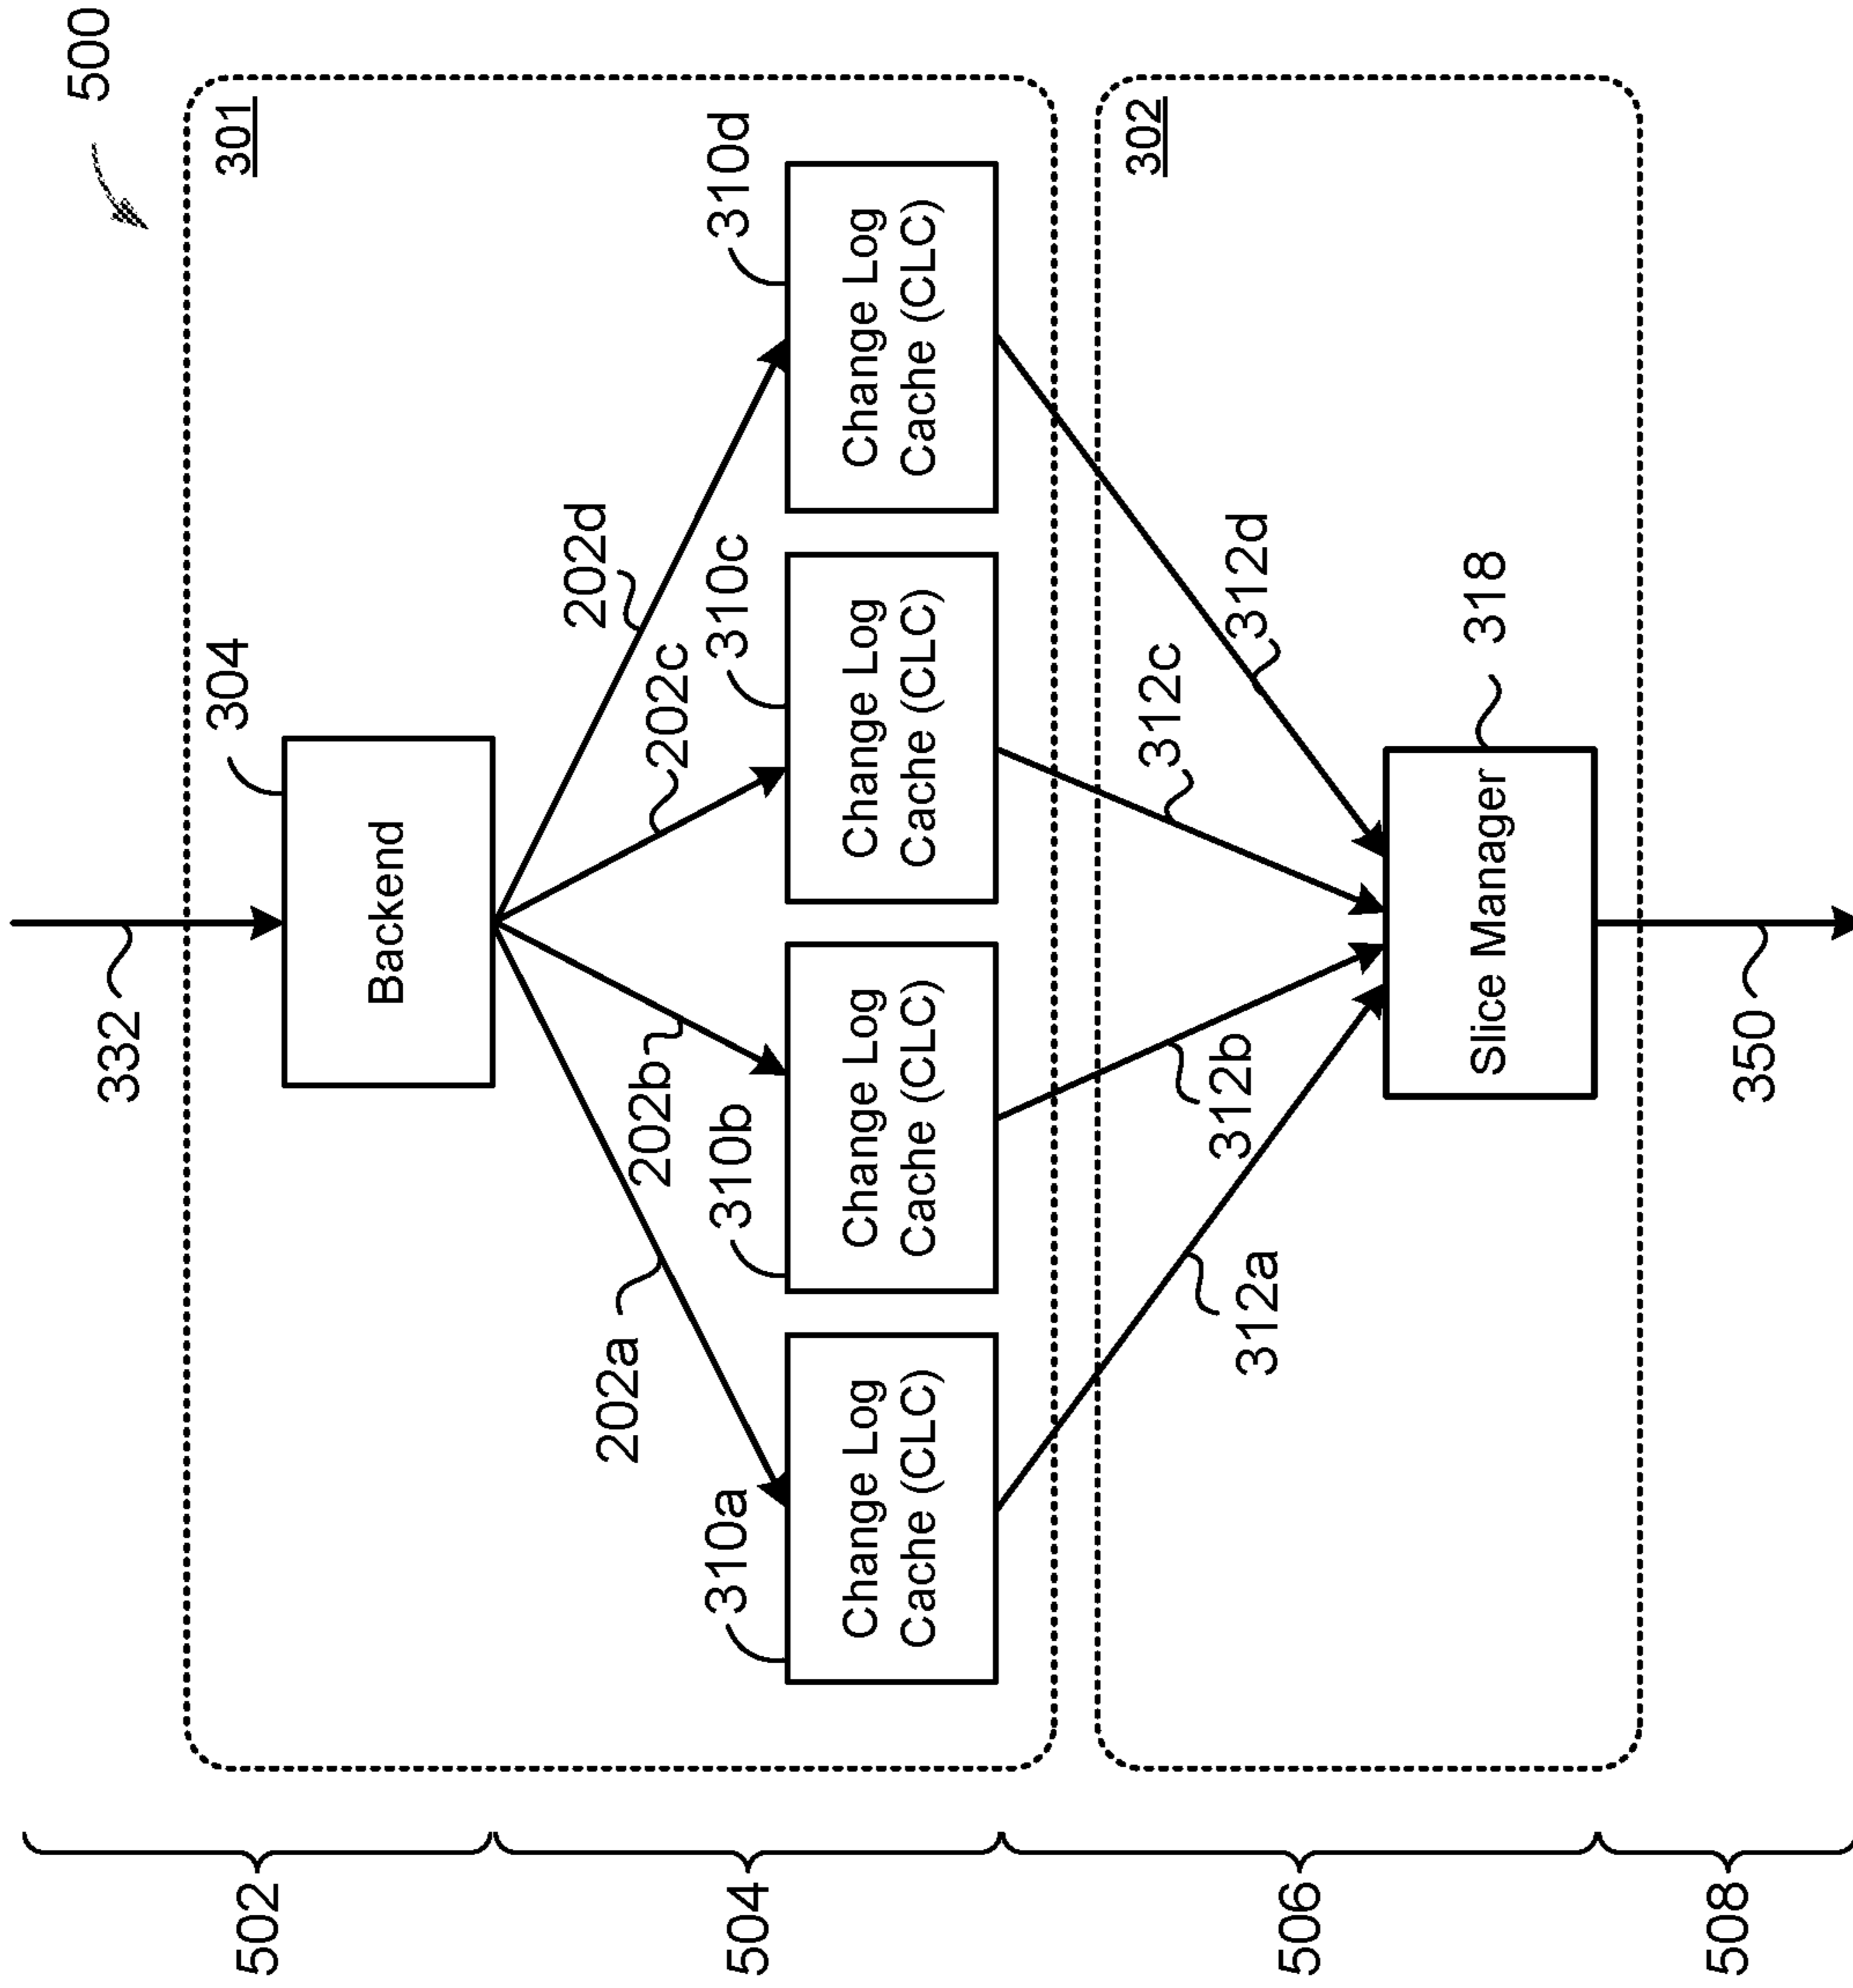 500
332
301
304
Backend
202a
202b
202c
202d
310a
310b
310c
310d
Change Log
Cache (CLC)
Change Log
Cache (CLC)
Change Log
Cache (CLC)
Change Log
Cache (CLC)
302
312a
312b
312c
312d
318
Slice Manager
350
502
504
506
508